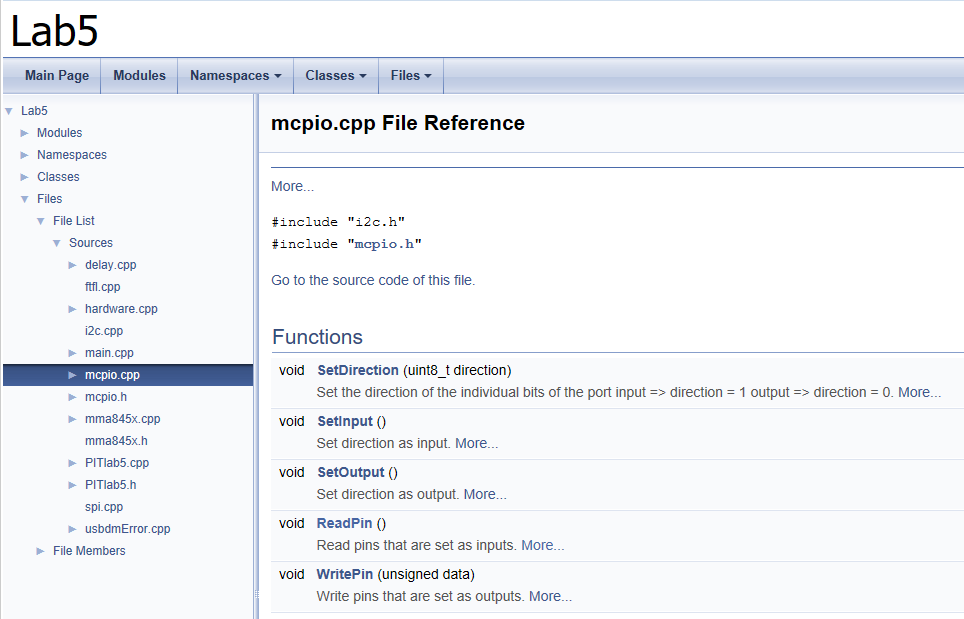 Lab5
Main Page Modules Namespaces Classes Files
Lab5
Modules
Namespaces
Classes
Files
File List
Sources
delay.cpp
ftfl.cpp
hardware.cpp
i2c.cpp
main.cpp
mcpio.cpp
mcpio.h
mma845x.cpp
mma845x.h
PITlab5.cpp
PITlab5.h
spi.cpp
usbdmError.cpp
File Members
mcpio.cpp File Reference
More...
#include "i2c.h"
#include "mcpio.h"
Go to the source code of this file.
Functions
void SetDirection (uint8_t direction)
Set the direction of the individual bits of the port input => direction = 1 output => direction = 0. More...
void SetInput ()
Set direction as input. More...
void SetOutput ()
Set direction as output. More...
void ReadPin ()
Read pins that are set as inputs. More...
void WritePin (unsigned data)
Write pins that are set as outputs. More...